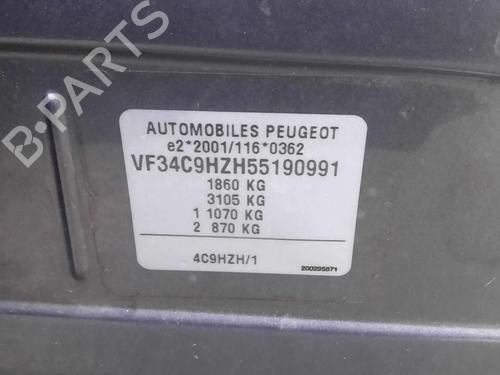 AUTOMOBILES PEUGEOT
e2*2001/116*0362
VF34C9HZH55190991
1860 KG
3105 KG
1 1070 KG
2 870 KG
4C9HZH/1
200295871
B-PARTS